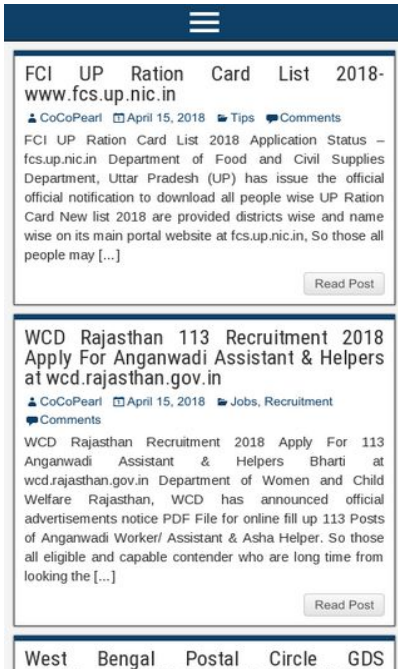 FCI UP Ration Card List 2018-
www.fcs.up.nic.in
CoCoPearl April 15, 2018 Tips Comments
FCI UP Ration Card List 2018 Application Status –
fcs.up.nic.in Department of Food and Civil Supplies
Department, Uttar Pradesh (UP) has issue the official
official notification to download all people wise UP Ration
Card New list 2018 are provided districts wise and name
wise on its main portal website at fcs.up.nic.in, So those all
people may [...]
Read Post
WCD Rajasthan 113 Recruitment 2018
Apply For Anganwadi Assistant & Helpers
at wcd.rajasthan.gov.in
CoCoPearl April 15, 2018 Jobs, Recruitment
Comments
WCD Rajasthan Recruitment 2018 Apply For 113
Anganwadi Assistant & Helpers Bharti at
wcd.rajasthan.gov.in Department of Women and Child
Welfare Rajasthan, WCD has announced official
advertisements notice PDF File for online fill up 113 Posts
of Anganwadi Worker/ Assistant & Asha Helper. So those
all eligible and capable contender who are long time from
looking the [...]
Read Post
West Bengal Postal Circle GDS